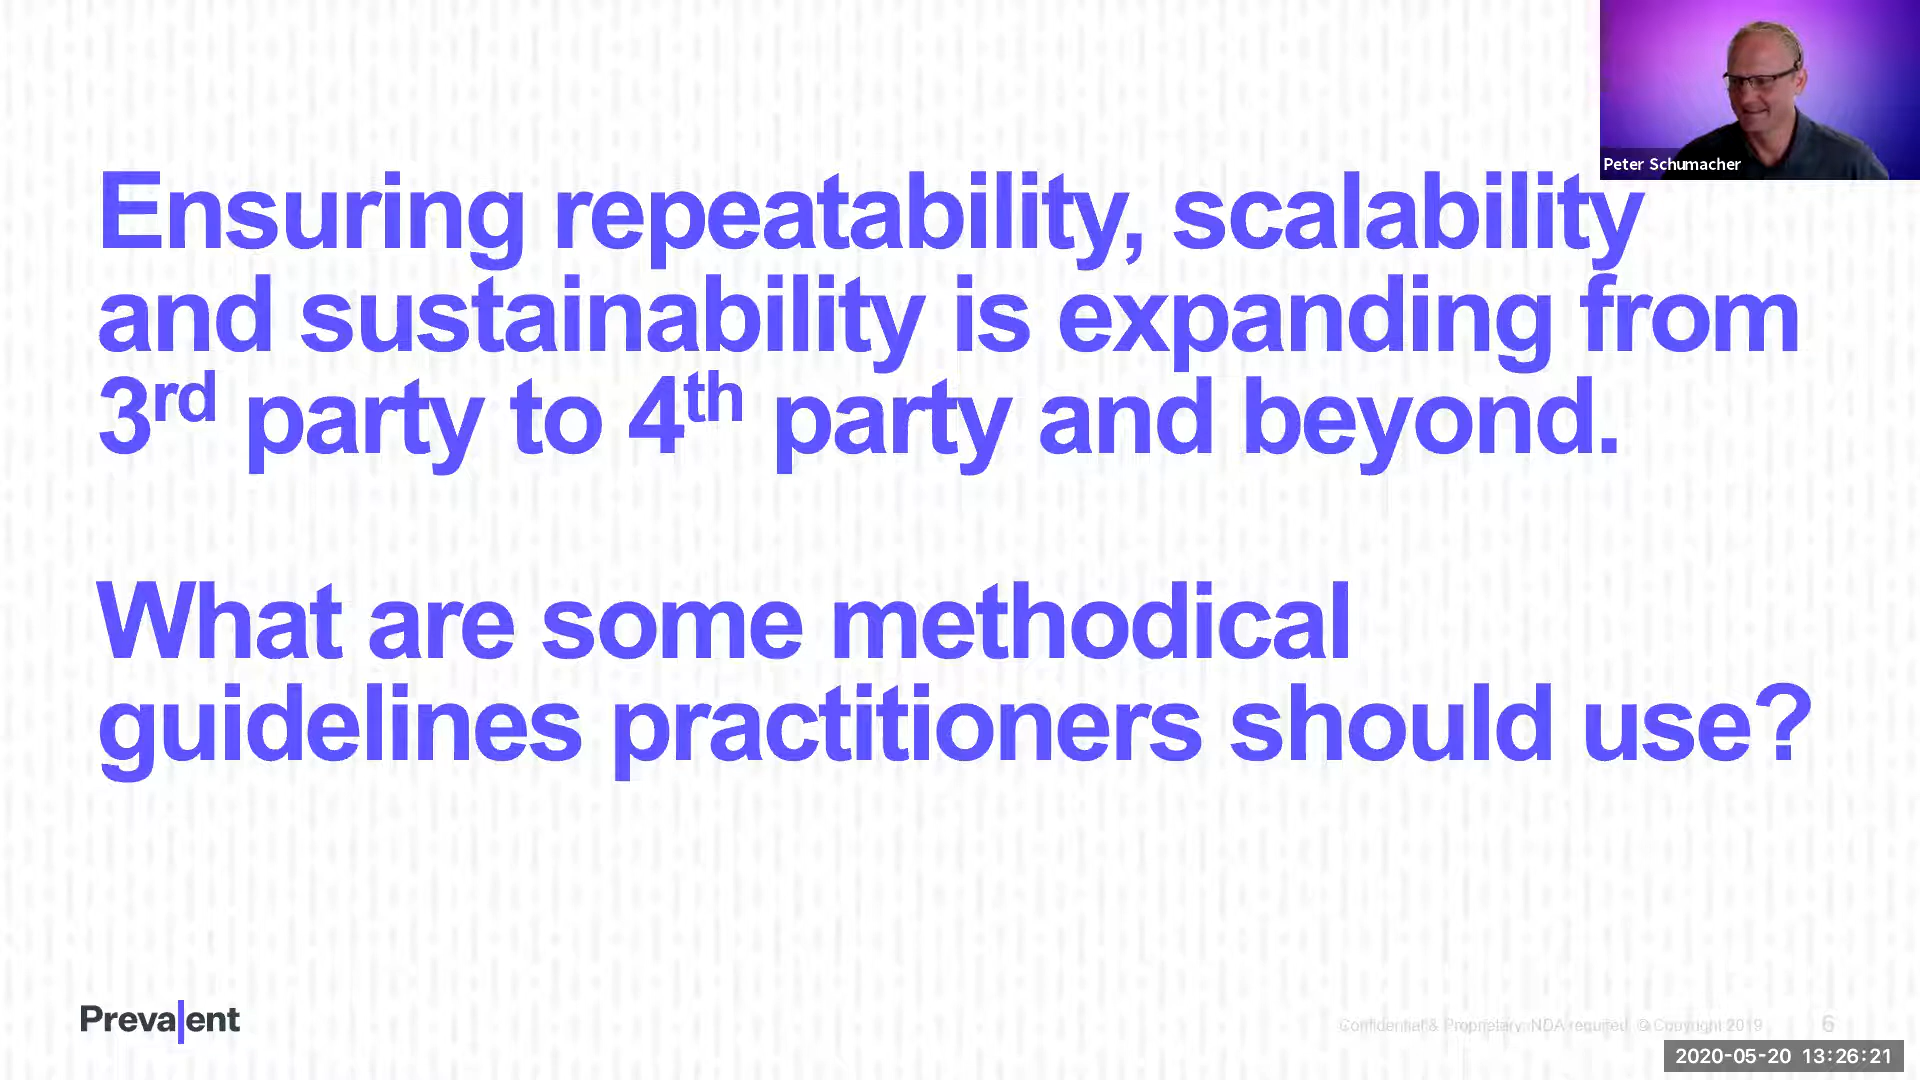 Peter Schumacher
Ensuring repeatability, scalability
and sustainability is expanding from
3rd party to 4th party and beyond.
What are some methodical
guidelines practitioners should use?
Prevalent
Confidential & Proprietary. NDA required. © Copyright 2019
6
2020-05-20 13:26:21